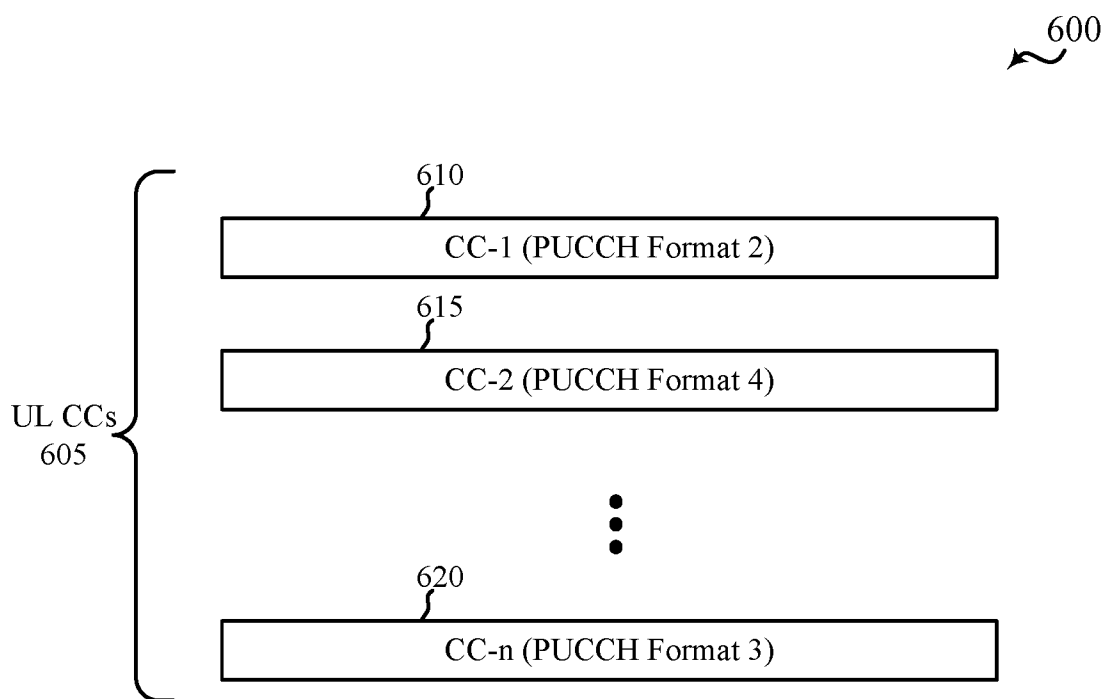 600
610
CC-1 (PUCCH Format 2)
615
CC-2 (PUCCH Format 4)
UL CCs
605
620
CC-n (PUCCH Format 3)